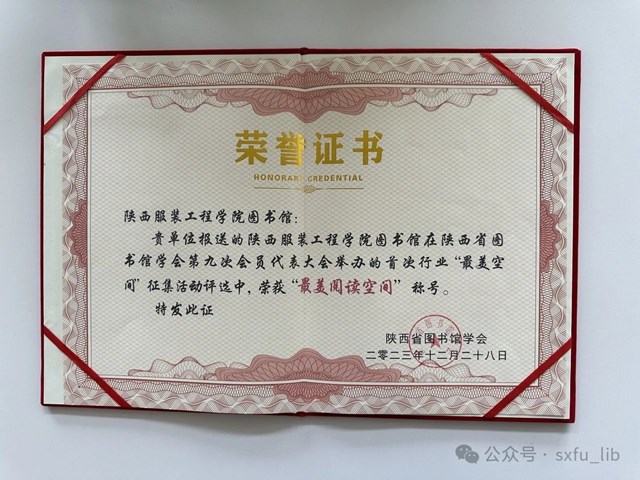 荣誉证书
HONORARY CREDENTIAL
陕西服装工程学院图书馆:
贵单位报送的陕西服装工程学院图书馆在陕西省图
书馆学会第九次会员代表大会举办的首次行业“最美空
间”征集活动评选中,荣获“最美阅读空间”称号。
特发此证
陕西省图书馆学会
二零二三年十二月二十八日
公众号·sxfu_lib